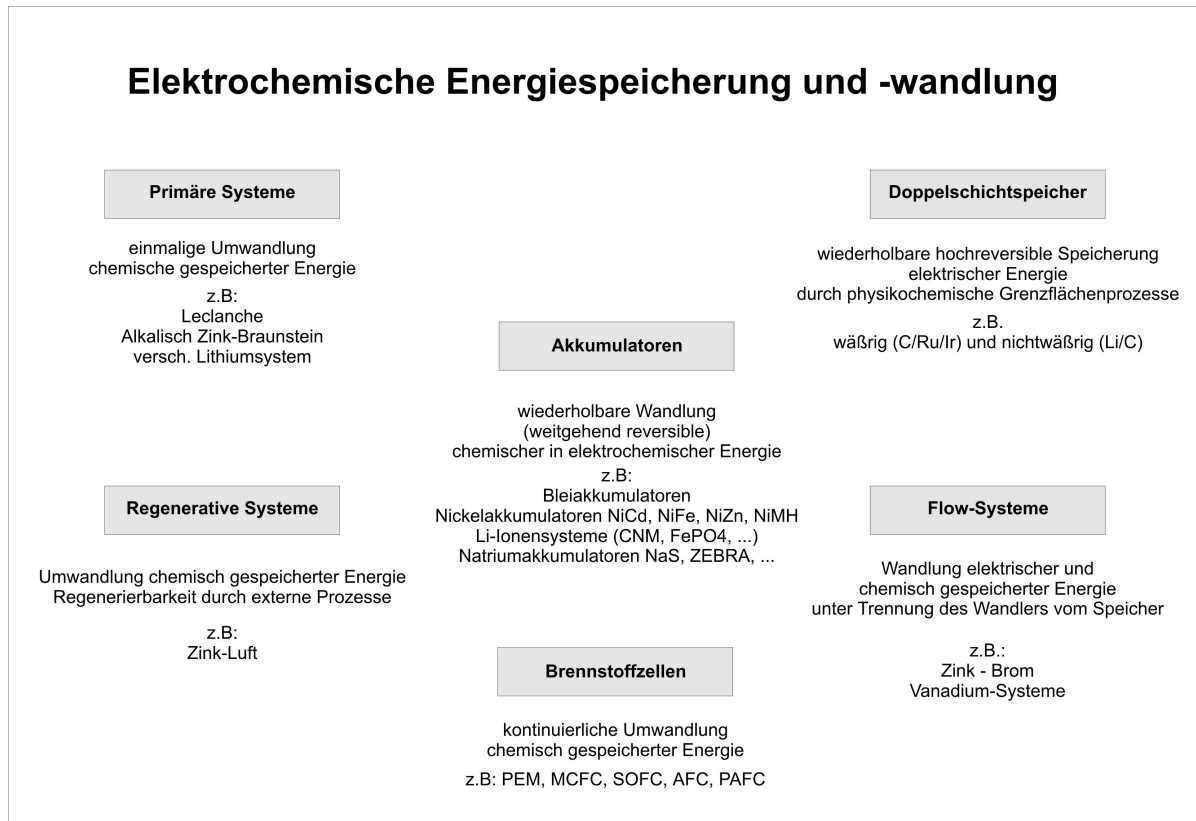 Elektrochemische Energiespeicherung und -wandlung
Primäre Systeme
einmalige Umwandlung
chemische gespeicherter Energie
z.B:
Leclanche
Alkalisch Zink-Braunstein
versch. Lithiumsystem
Doppelschichtspeicher
wiederholbare hochreversible Speicherung
elektrischer Energie
durch physikochemische Grenzflächenprozesse
z.B.
wäßrig (C/Ru/Ir) und nichtwäßrig (Li/C)
Akkumulatoren
wiederholbare Wandlung
(weitgehend reversible)
chemischer in elektrochemischer Energie
z.B:
Bleiakkumulatoren
Nickelakkumulatoren NiCd, NiFe, NiZn, NiMH
Li-Ionensysteme (CNM, FePO4, ...)
Natriumakkumulatoren NaS, ZEBRA, ...
Regenerative Systeme
Umwandlung chemisch gespeicherter Energie
Regenerierbarkeit durch externe Prozesse
z.B:
Zink-Luft
Flow-Systeme
Wandlung elektrischer und
chemisch gespeicherter Energie
unter Trennung des Wandlers vom Speicher
z.B.:
Zink - Brom
Vanadium-Systeme
Brennstoffzellen
kontinuierliche Umwandlung
chemisch gespeicherter Energie
z.B: PEM, MCFC, SOFC, AFC, PAFC